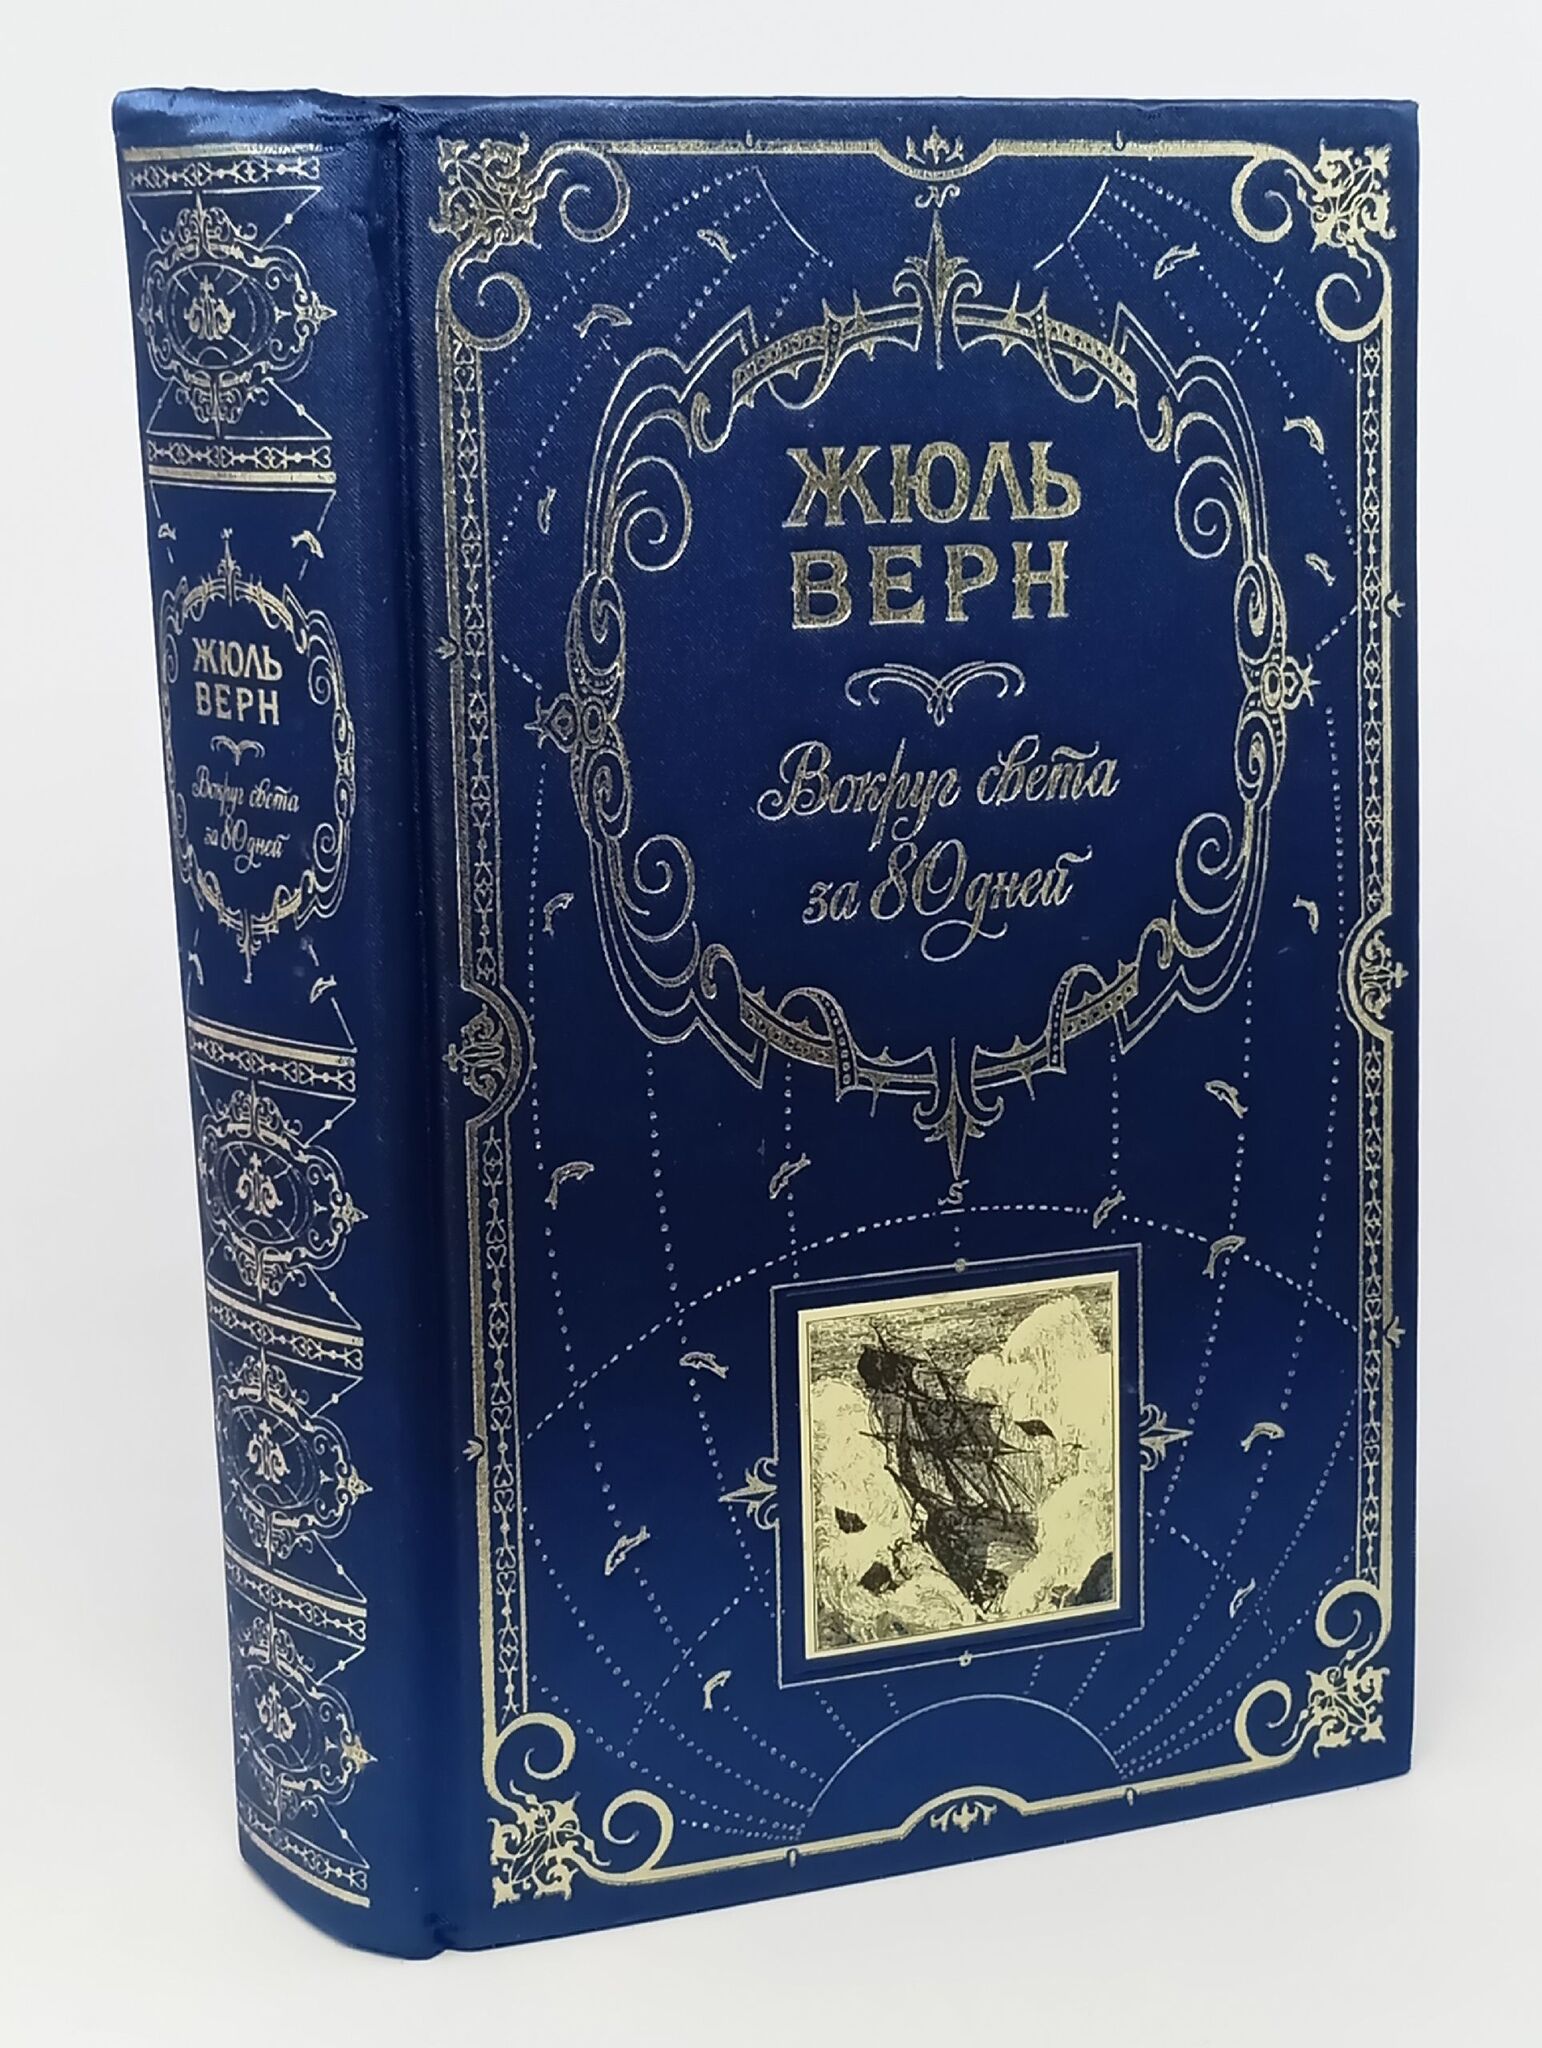 ЖЮЛЬ
ВЕРН
Вокруг света
за 80 дней
N
ЖЮЛЬ
ВЕРН
Вокруг света
за 80 дней
S